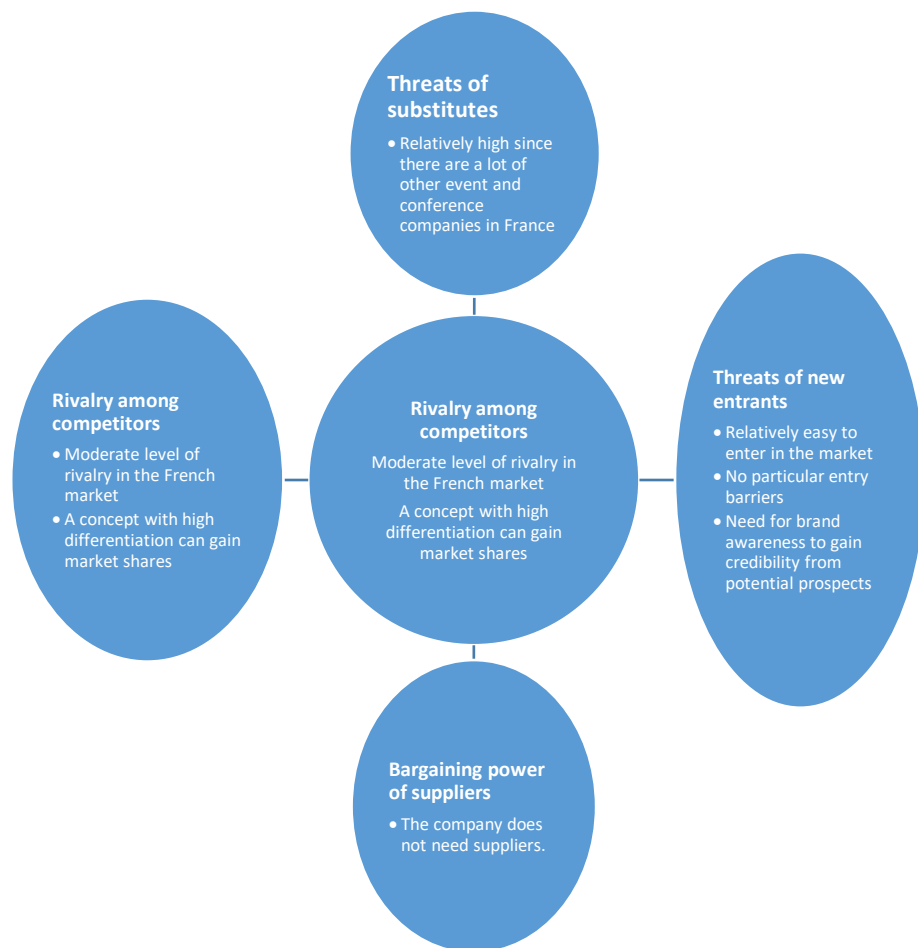 Threats of
substitutes
• Relatively high since
there are a lot of
other event and
conference
companies in France
Rivalry among
competitors
• Moderate level of
rivalry in the French
market
• A concept with high
differentiation can gain
market shares
Rivalry among
competitors
Moderate level of rivalry in
the French market
A concept with high
differentiation can gain
market shares
Threats of new
entrants
• Relatively easy to
enter in the market
• No particular entry
barriers
• Need for brand
awareness to gain
credibility from
potential prospects
Bargaining power
of suppliers
• The company does
not need suppliers.